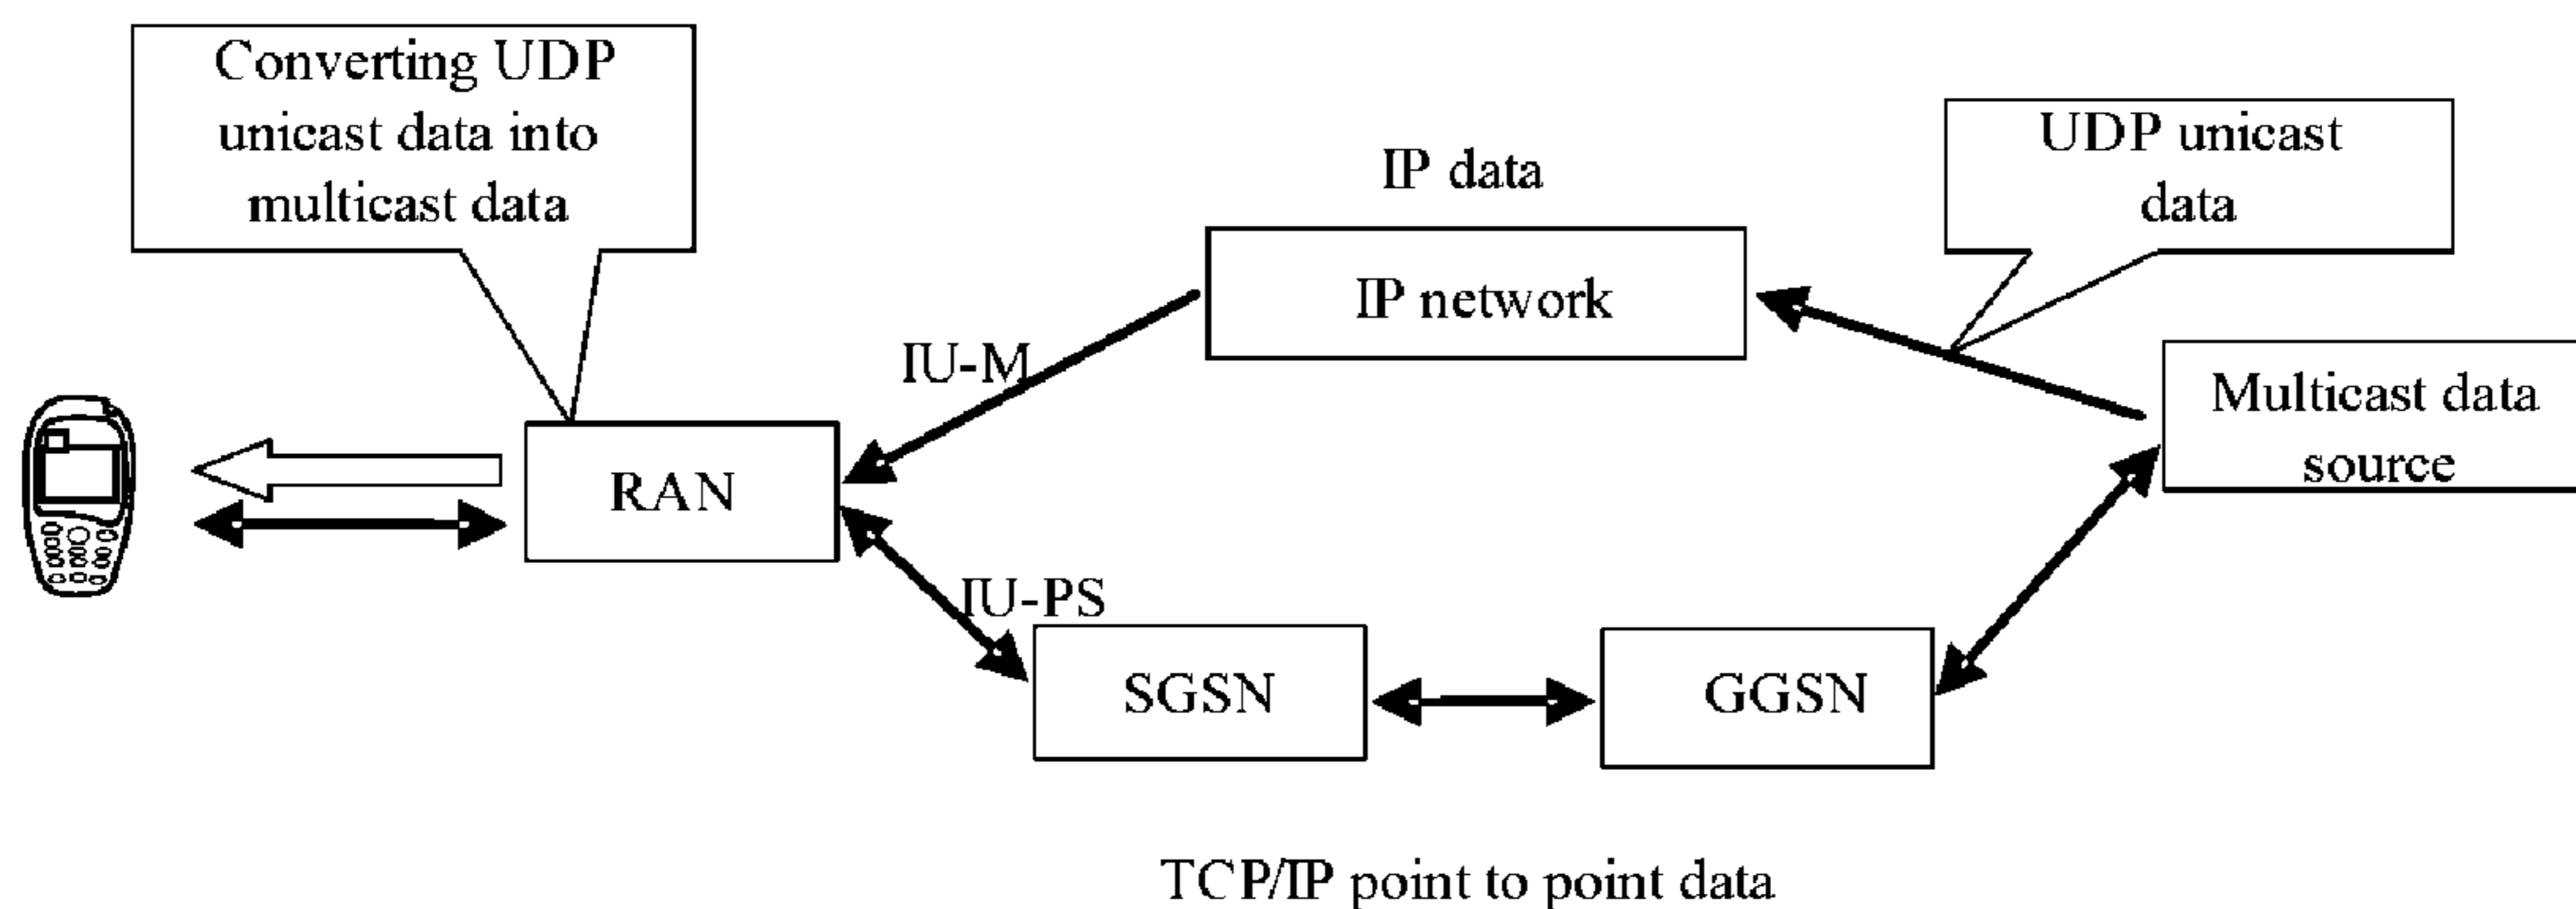 Converting UDP
unicast data into
multicast data
IP data
UDP unicast
data
IP network
IU-M
Multicast data
source
RAN
IU-PS
SGSN
GGSN
TCP/IP point to point data